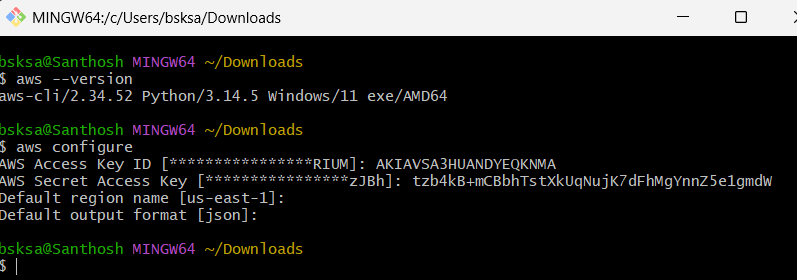 MINGW64:/c/Users/bsksa/Downloads
bsksa@Santhosh MINGW64 ~/Downloads
$ aws --version
aws-cli/2.34.52 Python/3.14.5 Windows/11 exe/AMD64
bsksa@Santhosh MINGW64 ~/Downloads
$ aws configure
AWS Access Key ID [****************RIUM]: AKIAVSA3HUANDYEQKNMA
AWS Secret Access Key [****************zJBh]: 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
Default region name [us-east-1]:
Default output format [json]:
bsksa@Santhosh MINGW64 ~/Downloads
$